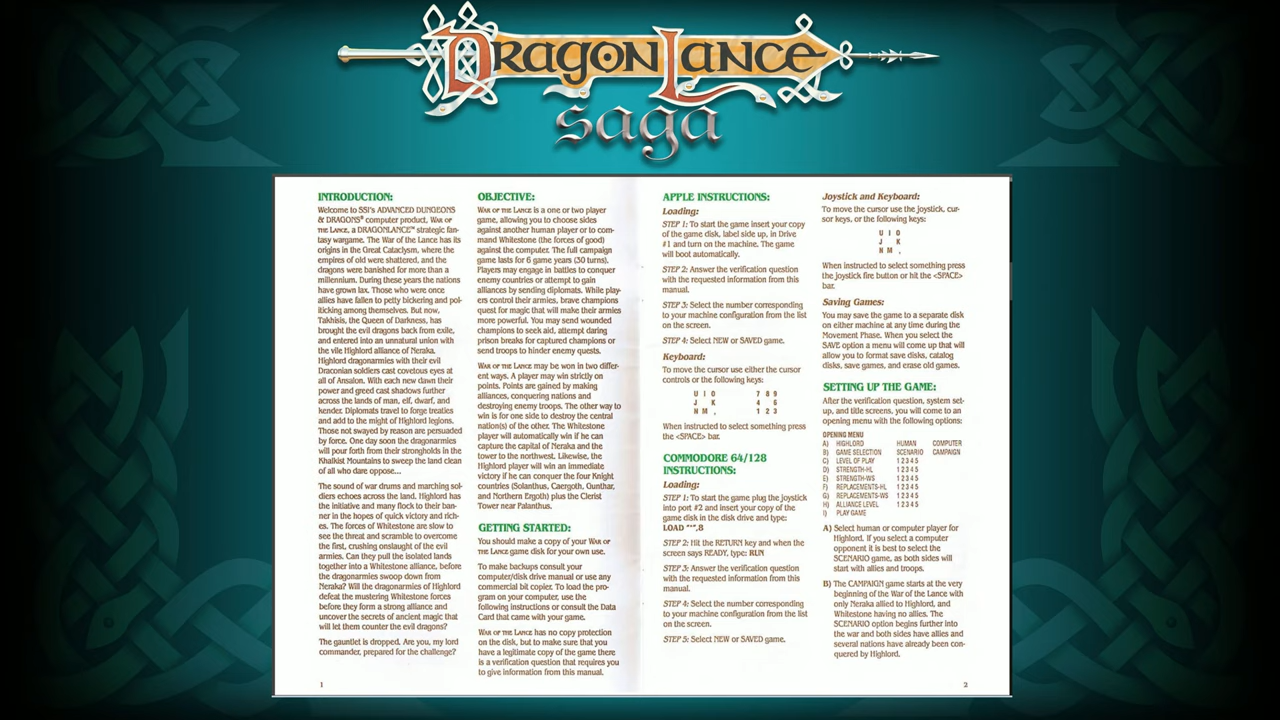 DRAGONLANCE
saga
INTRODUCTION:
Welcome to SSI's ADVANCED DUNGEONS
& DRAGONS® computer product, WAR OF
THE LANCE, a DRAGONLANCE™ strategic fan-
tasy wargame. The War of the Lance has its
origins in the Great Cataclysm, where the
empires of old were shattered, and the
dragons were banished for more than a
millennium. During these years the nations
have grown lax. Those who were once
allies have fallen to petty bickering and pol-
iticking among themselves. But now,
Takhisis, the Queen of Darkness, has
brought the evil dragons back from exile,
and entered into an unnatural union with
the vile Highlord alliance of Neraka.
Highlord dragonarmies with their evil
Draconian soldiers cast covetous eyes at
all of Ansalon. With each new dawn their
power and greed cast shadows further
across the lands of man, elf, dwarf, and
kender. Diplomats travel to forge treaties
and add to the might of Highlord legions.
Those not swayed by reason are persuaded
by force. One day soon the dragonarmies
will pour forth from their strongholds in the
Khalkist Mountains to sweep the land clean
of all who dare oppose...
The sound of war drums and marching sol-
diers echoes across the land. Highlord has
the initiative and many flock to their ban-
ner in the hopes of quick victory and rich-
es. The forces of Whitestone are slow to
see the threat and scramble to overcome
the first, crushing onslaught of the evil
armies. Can they pull the isolated lands
together into a Whitestone alliance, before
the dragonarmies swoop down from
Neraka? Will the dragonarmies of Highlord
defeat the mustering Whitestone forces
before they form a strong alliance and
uncover the secrets of ancient magic that
will let them counter the evil dragons?
The gauntlet is dropped. Are you, my lord
commander, prepared for the challenge?
1
OBJECTIVE:
WAR OF THE LANCE is a one or two player
game, allowing you to choose sides
against another human player or to com-
mand Whitestone (the forces of good)
against the computer. The full campaign
game lasts for 6 game years (30 turns).
Players may engage in battles to conquer
enemy countries or attempt to gain
alliances by sending diplomats. While play-
ers control their armies, brave champions
quest for magic that will make their armies
more powerful. You may send wounded
champions to seek aid, attempt daring
prison breaks for captured champions or
send troops to hinder enemy quests.
WAR OF THE LANCE may be won in two differ-
ent ways. A player may win strictly on
points. Points are gained by making
alliances, conquering nations and
destroying enemy troops. The other way to
win is for one side to destroy the central
nation(s) of the other. The Whitestone
player will automatically win if he can
capture the capital of Neraka and the
tower to the northwest. Likewise, the
Highlord player will win an immediate
victory if he can conquer the four Knight
countries (Solanthus, Caergoth, Gunthar,
and Northern Ergoth) plus the Clerist
Tower near Palanthus.
GETTING STARTED:
You should make a copy of your WAR OF
THE LANCE game disk for your own use.
To make backups consult your
computer/disk drive manual or use any
commercial bit copier. To load the pro-
gram on your computer, use the
following instructions or consult the Data
Card that came with your game.
WAR OF THE LANCE has no copy protection
on the disk, but to make sure that you
have a legitimate copy of the game there
is a verification question that requires you
to give information from this manual.
APPLE INSTRUCTIONS:
Loading:
STEP 1: To start the game insert your copy
of the game disk, label side up, in Drive
#1 and turn on the machine. The game
will boot automatically.
STEP 2: Answer the verification question
with the requested information from this
manual.
STEP 3: Select the number corresponding
to your machine configuration from the list
on the screen.
STEP 4: Select NEW or SAVED game.
Keyboard:
To move the cursor use either the cursor
controls or the following keys:
U I O 7 8 9
J K 4 6
N M , 1 2 3
When instructed to select something press
the <SPACE> bar.
COMMODORE 64/128
INSTRUCTIONS:
Loading:
STEP 1: To start the game plug the joystick
into port #2 and insert your copy of the
game disk in the disk drive and type:
LOAD "*",8
STEP 2: Hit the RETURN key and when the
screen says READY, type: RUN
STEP 3: Answer the verification question
with the requested information from this
manual.
STEP 4: Select the number corresponding
to your machine configuration from the list
on the screen.
STEP 5: Select NEW or SAVED game.
Joystick and Keyboard:
To move the cursor use the joystick, cur-
sor keys, or the following keys:
U I O
J K
N M ,
When instructed to select something press
the joystick fire button or hit the <SPACE>
bar.
Saving Games:
You may save the game to a separate disk
on either machine at any time during the
Movement Phase. When you select the
SAVE option a menu will come up that will
allow you to format save disks, catalog
disks, save games, and erase old games.
SETTING UP THE GAME:
After the verification question, system set-
up, and title screens, you will come to an
opening menu with the following options:
OPENING MENU
A) HIGHLORD HUMAN COMPUTER
B) GAME SELECTION SCENARIO CAMPAIGN
C) LEVEL OF PLAY 1 2 3 4 5
D) STRENGTH-HL 1 2 3 4 5
E) STRENGTH-WS 1 2 3 4 5
F) REPLACEMENTS-HL 1 2 3 4 5
G) REPLACEMENTS-WS 1 2 3 4 5
H) ALLIANCE LEVEL 1 2 3 4 5
I) PLAY GAME
A) Select human or computer player for
Highlord. If you select a computer
opponent it is best to select the
SCENARIO game, as both sides will
start with allies and troops.
B) The CAMPAIGN game starts at the very
beginning of the War of the Lance with
only Neraka allied to Highlord, and
Whitestone having no allies. The
SCENARIO option begins further into
the war and both sides have allies and
several nations have already been con-
quered by Highlord.
2